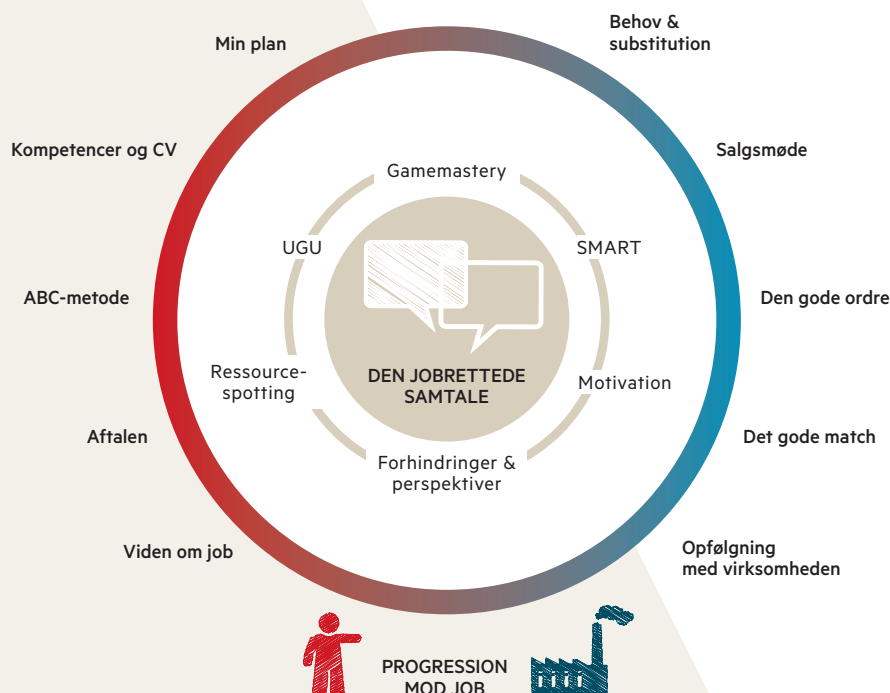 Min plan
Behov &
substitution
Kompetencer og CV
Salgsmøde
Gamemastery
UGU
SMART
ABC-metode
Den gode ordre
Ressource-
spotting
DEN JOBRETTEDE
SAMTALE
Motivation
Aftalen
Det gode match
Forhindringer &
perspektiver
Viden om job
Opfølgning
med virksomheden
PROGRESSION
MOD JOB